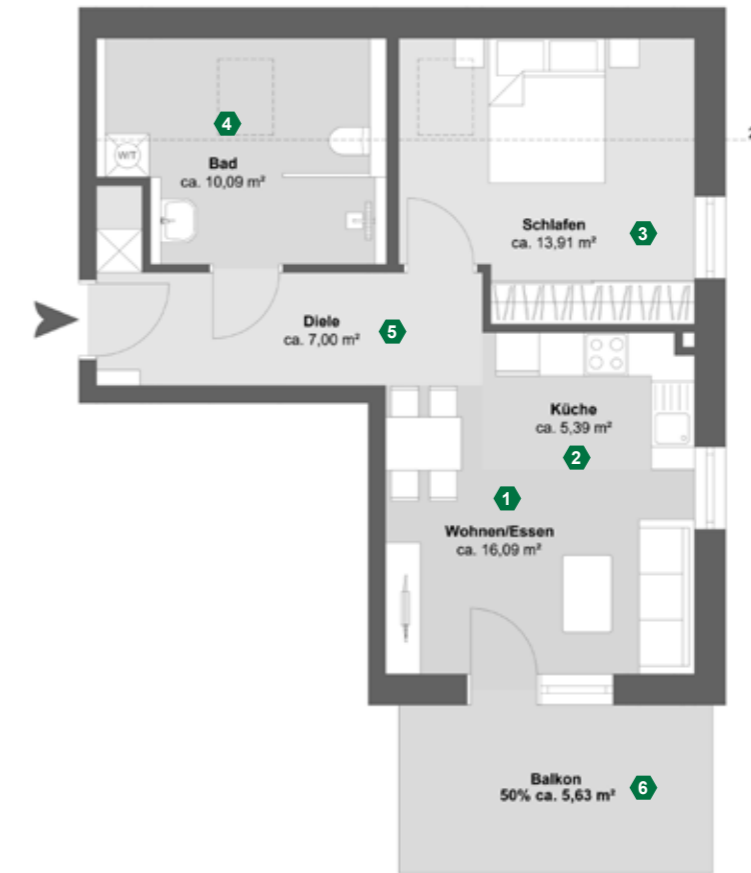 4
2
W/T
Bad
ca. 10,09 m²
Schlafen
ca. 13,91 m²
3
Diele
ca. 7,00 m²
5
Küche
ca. 5,39 m²
2
1
Wohnen/Essen
ca. 16,09 m²
Balkon
50% ca. 5,63 m²
6